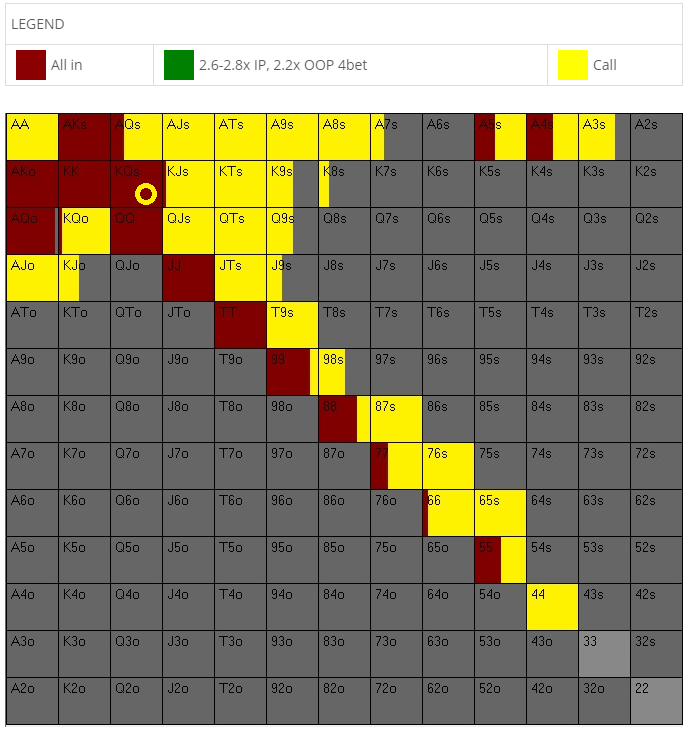 LEGEND
All in 2.6-2.8x IP, 2.2x OOP 4bet Call
AA AKs AQs AJs ATs A9s A8s A7s A6s A5s A4s A3s A2s
AKo KK KQs KJs KTs K9s K8s K7s K6s K5s K4s K3s K2s
AQo KQo QQ QJs QTs Q9s Q8s Q7s Q6s Q5s Q4s Q3s Q2s
AJo KJo QJo JJ JTs J9s J8s J7s J6s J5s J4s J3s J2s
ATo KTo QTo JTo TT T9s T8s T7s T6s T5s T4s T3s T2s
A9o K9o Q9o J9o T9o 99 98s 97s 96s 95s 94s 93s 92s
A8o K8o Q8o J8o T8o 98o 88 87s 86s 85s 84s 83s 82s
A7o K7o Q7o J7o T7o 97o 87o 77 76s 75s 74s 73s 72s
A6o K6o Q6o J6o T6o 96o 86o 76o 66 65s 64s 63s 62s
A5o K5o Q5o J5o T5o 95o 85o 75o 65o 55 54s 53s 52s
A4o K4o Q4o J4o T4o 94o 84o 74o 64o 54o 44 43s 42s
A3o K3o Q3o J3o T3o 93o 83o 73o 63o 53o 43o 33 32s
A2o K2o Q2o J2o T2o 92o 82o 72o 62o 52o 42o 32o 22